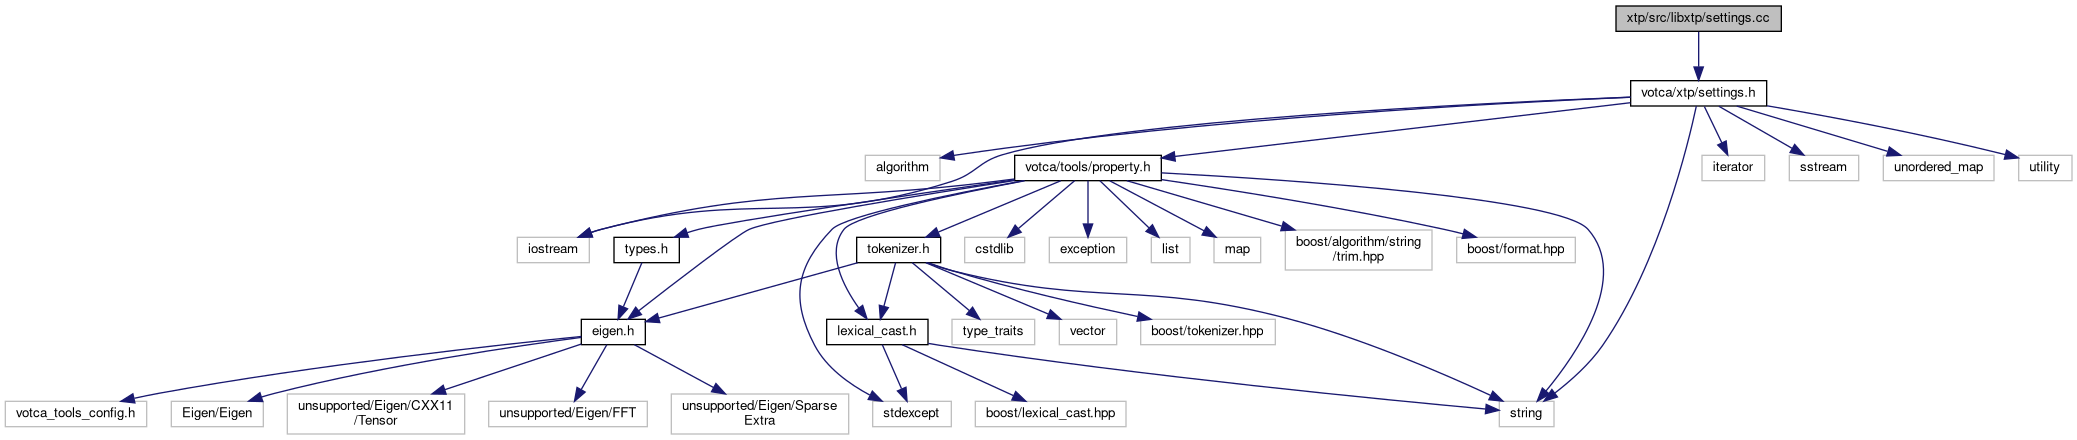 xtp/src/libxtp/settings.cc
votca/xtp/settings.h
algorithm
votca/tools/property.h
iterator
sstream
unordered_map
utility
iostream
types.h
tokenizer.h
cstdlib
exception
list
map
boost/algorithm/string
/trim.hpp
boost/format.hpp
eigen.h
lexical_cast.h
type_traits
vector
boost/tokenizer.hpp
votca_tools_config.h
Eigen/Eigen
unsupported/Eigen/CXX11
/Tensor
unsupported/Eigen/FFT
unsupported/Eigen/Sparse
Extra
stdexcept
boost/lexical_cast.hpp
string